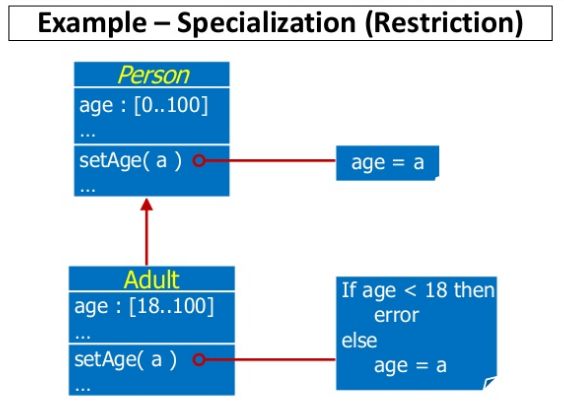 Example – Specialization (Restriction)
Person
age : [0..100]
...
setAge( a )
...
age = a
Adult
age : [18..100]
...
setAge( a )
...
If age < 18 then
error
else
age = a